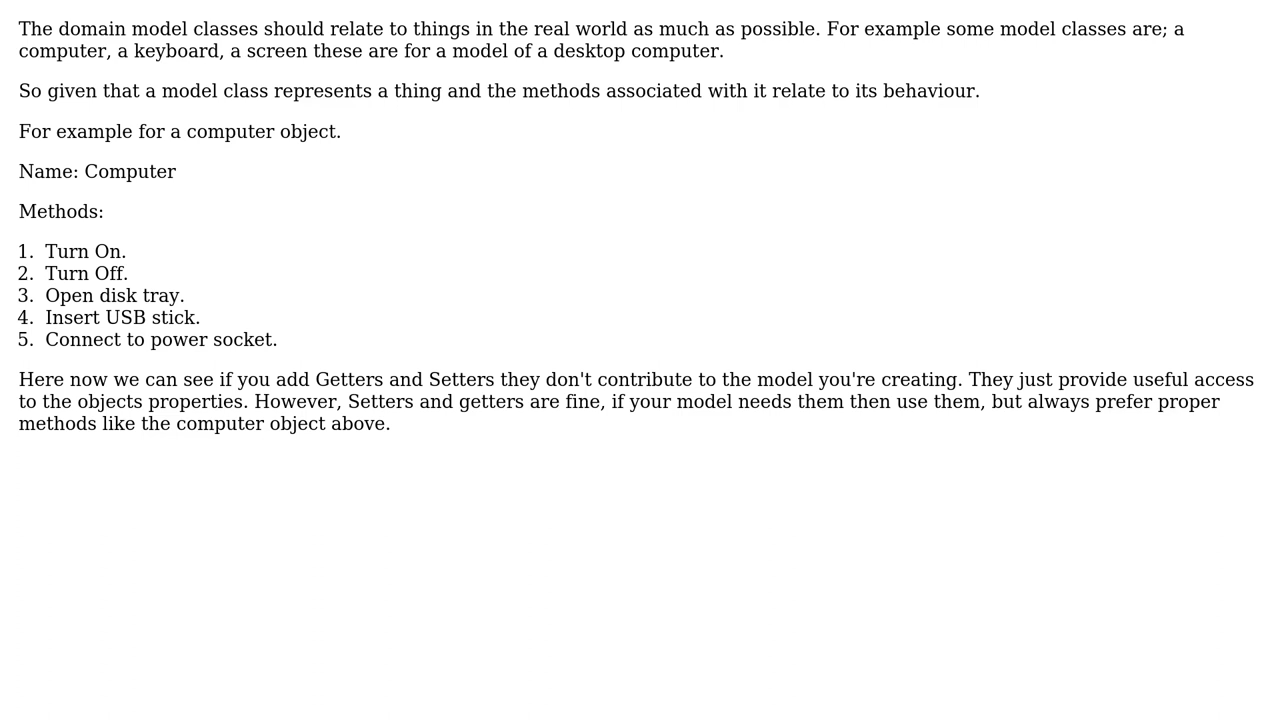 The domain model classes should relate to things in the real world as much as possible. For example some model classes are; a
computer, a keyboard, a screen these are for a model of a desktop computer.
So given that a model class represents a thing and the methods associated with it relate to its behaviour.
For example for a computer object.
Name: Computer
Methods:
1. Turn On.
2. Turn Off.
3. Open disk tray.
4. Insert USB stick.
5. Connect to power socket.
Here now we can see if you add Getters and Setters they don't contribute to the model you're creating. They just provide useful access
to the objects properties. However, Setters and getters are fine, if your model needs them then use them, but always prefer proper
methods like the computer object above.